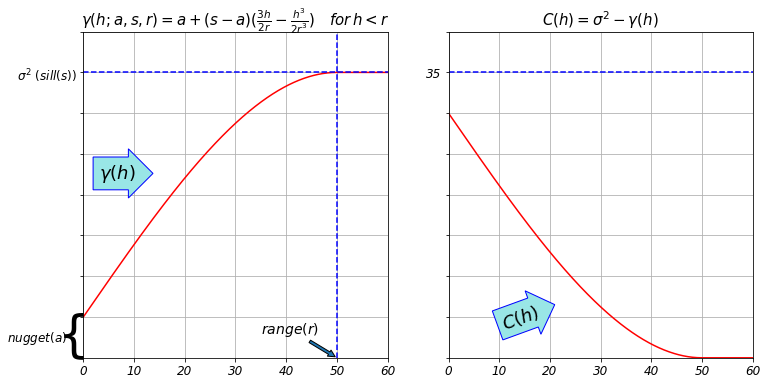 γ(h; a, s, r) = a + (s − a)(3h/2r − h³/2r³)   for h < r
σ² (sill(s))
γ(h)
range(r)
nugget(a)
{
0 10 20 30 40 50 60
C(h) = σ² − γ(h)
35
C(h)
0 10 20 30 40 50 60